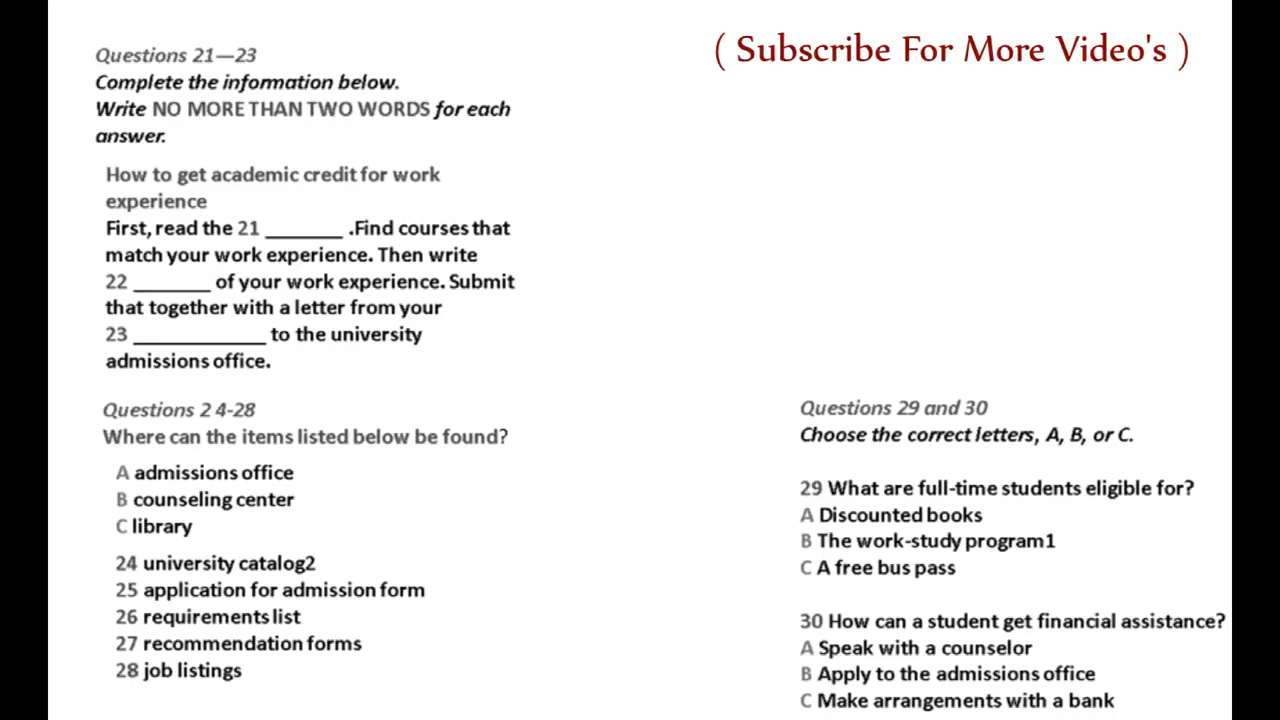 ( Subscribe For More Video's )
Questions 21—23
Complete the information below.
Write NO MORE THAN TWO WORDS for each
answer.
How to get academic credit for work
experience
First, read the 21 _______ .Find courses that
match your work experience. Then write
22 _______ of your work experience. Submit
that together with a letter from your
23 ____________ to the university
admissions office.
Questions 2 4-28
Where can the items listed below be found?
A admissions office
B counseling center
C library
24 university catalog2
25 application for admission form
26 requirements list
27 recommendation forms
28 job listings
Questions 29 and 30
Choose the correct letters, A, B, or C.
29 What are full-time students eligible for?
A Discounted books
B The work-study program1
C A free bus pass
30 How can a student get financial assistance?
A Speak with a counselor
B Apply to the admissions office
C Make arrangements with a bank